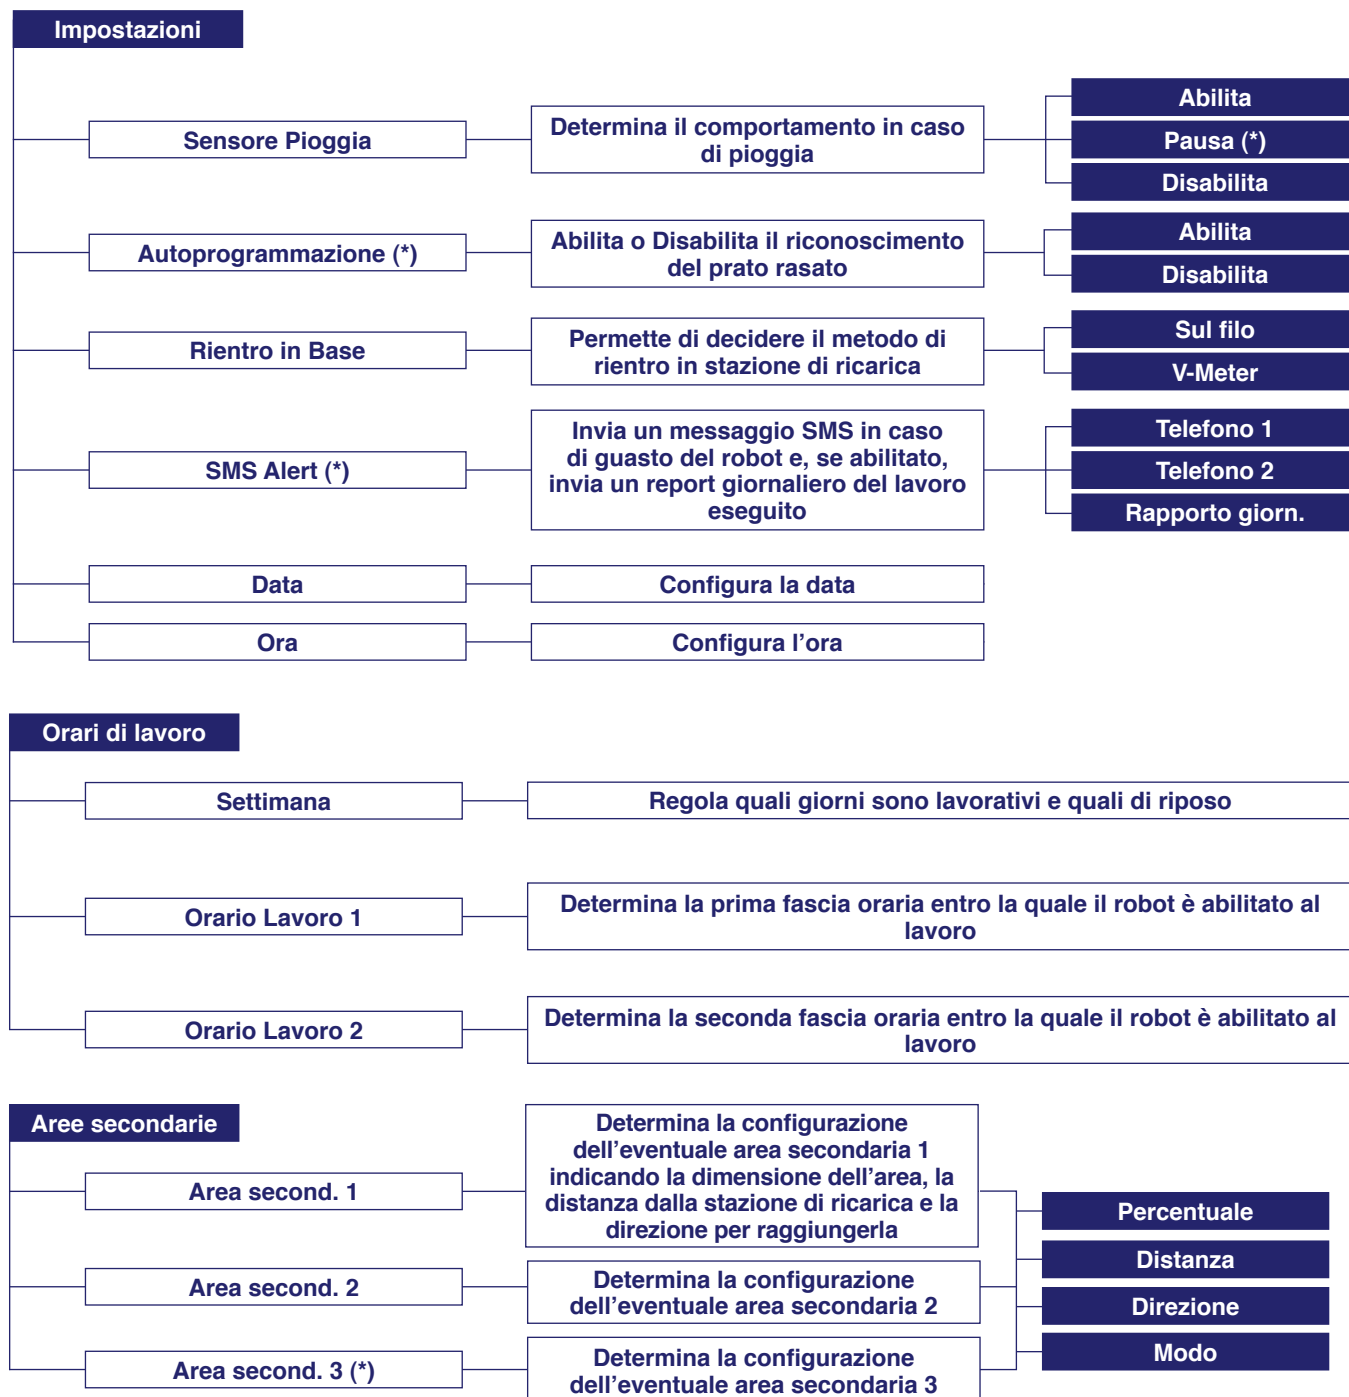 Impostazioni
Sensore Pioggia
Determina il comportamento in caso
di pioggia
Abilita
Pausa (*)
Disabilita
Autoprogrammazione (*)
Abilita o Disabilita il riconoscimento
del prato rasato
Abilita
Disabilita
Rientro in Base
Permette di decidere il metodo di
rientro in stazione di ricarica
Sul filo
V-Meter
SMS Alert (*)
Invia un messaggio SMS in caso
di guasto del robot e, se abilitato,
invia un report giornaliero del lavoro
eseguito
Telefono 1
Telefono 2
Rapporto giorn.
Data
Configura la data
Ora
Configura l’ora
Orari di lavoro
Settimana
Regola quali giorni sono lavorativi e quali di riposo
Orario Lavoro 1
Determina la prima fascia oraria entro la quale il robot è abilitato al
lavoro
Orario Lavoro 2
Determina la seconda fascia oraria entro la quale il robot è abilitato al
lavoro
Aree secondarie
Area second. 1
Determina la configurazione
dell’eventuale area secondaria 1
indicando la dimensione dell’area, la
distanza dalla stazione di ricarica e la
direzione per raggiungerla
Area second. 2
Determina la configurazione
dell’eventuale area secondaria 2
Area second. 3 (*)
Determina la configurazione
dell’eventuale area secondaria 3
Percentuale
Distanza
Direzione
Modo